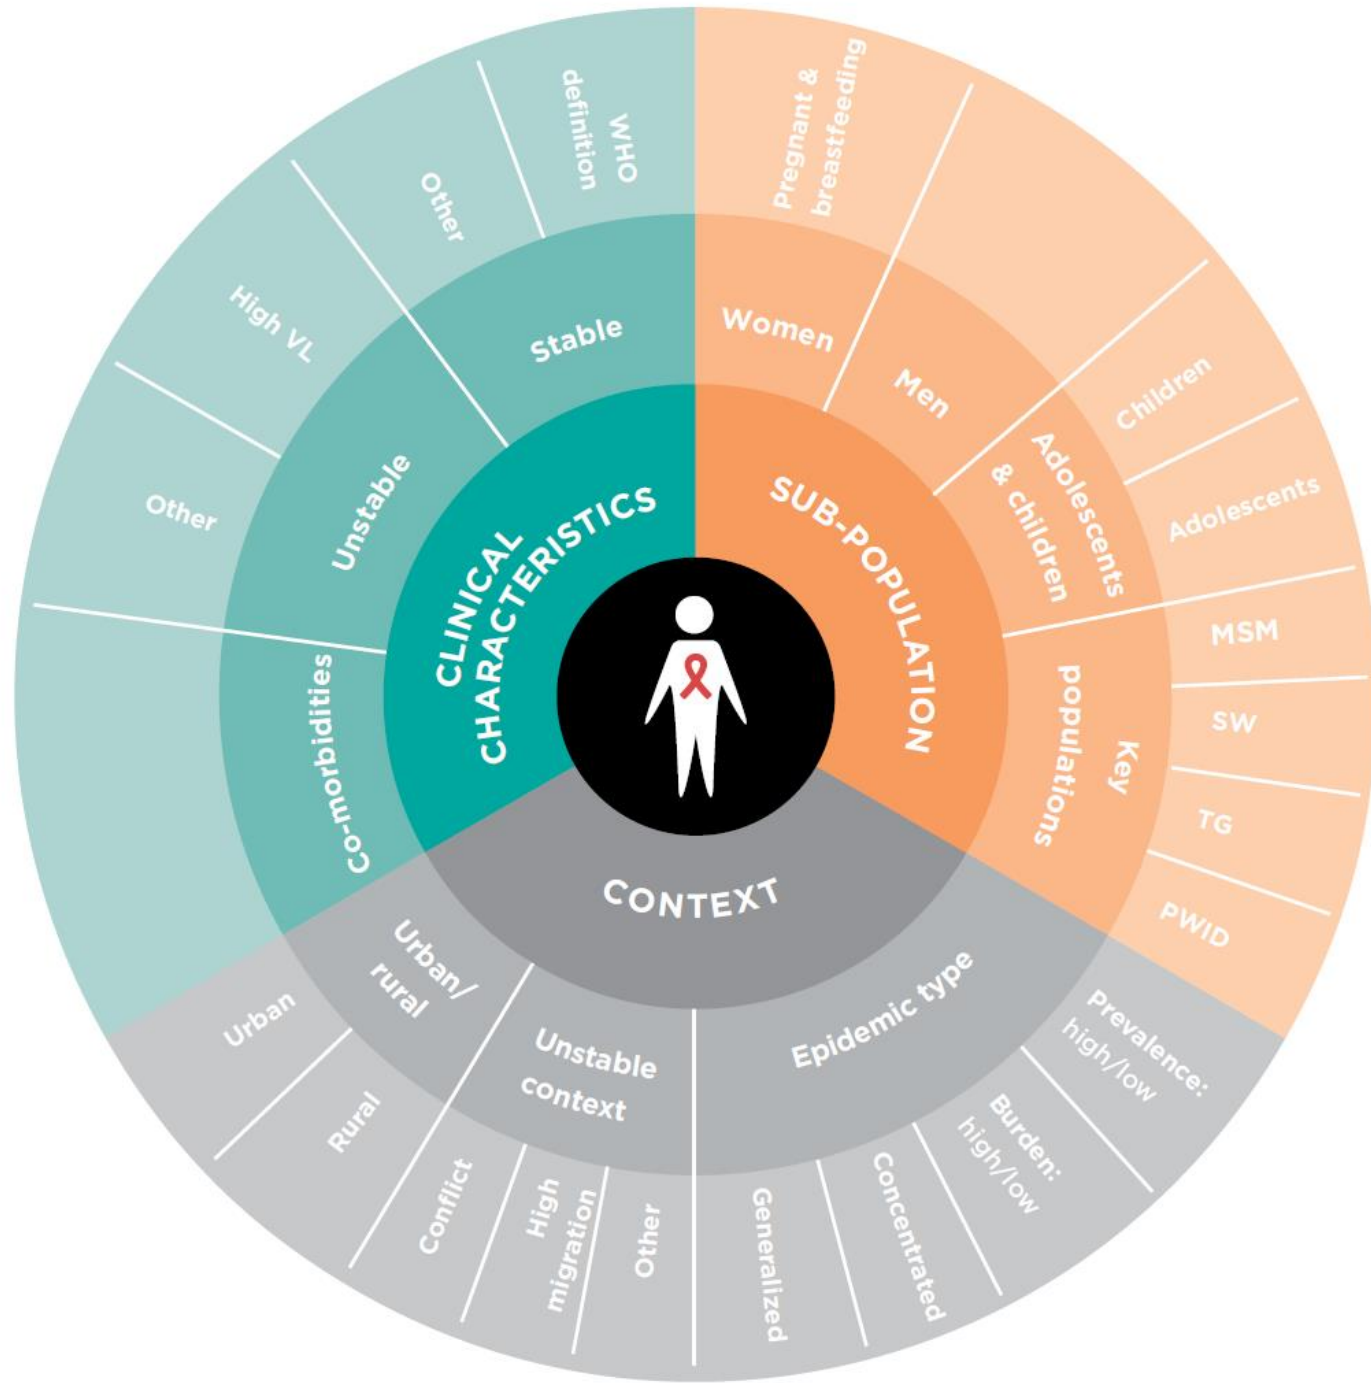 CLINICAL
CHARACTERISTICS
Stable
WHO
definition
Other
Unstable
High VL
Other
Co-morbidities
SUB-POPULATION
Women
Pregnant &
breastfeeding
Men
Adolescents
& children
Children
Adolescents
Key
populations
MSM
SW
TG
PWID
CONTEXT
Epidemic type
Prevalence:
high/low
Burden:
high/low
Concentrated
Generalized
Unstable
context
Other
High
migration
Conflict
Urban/
rural
Rural
Urban